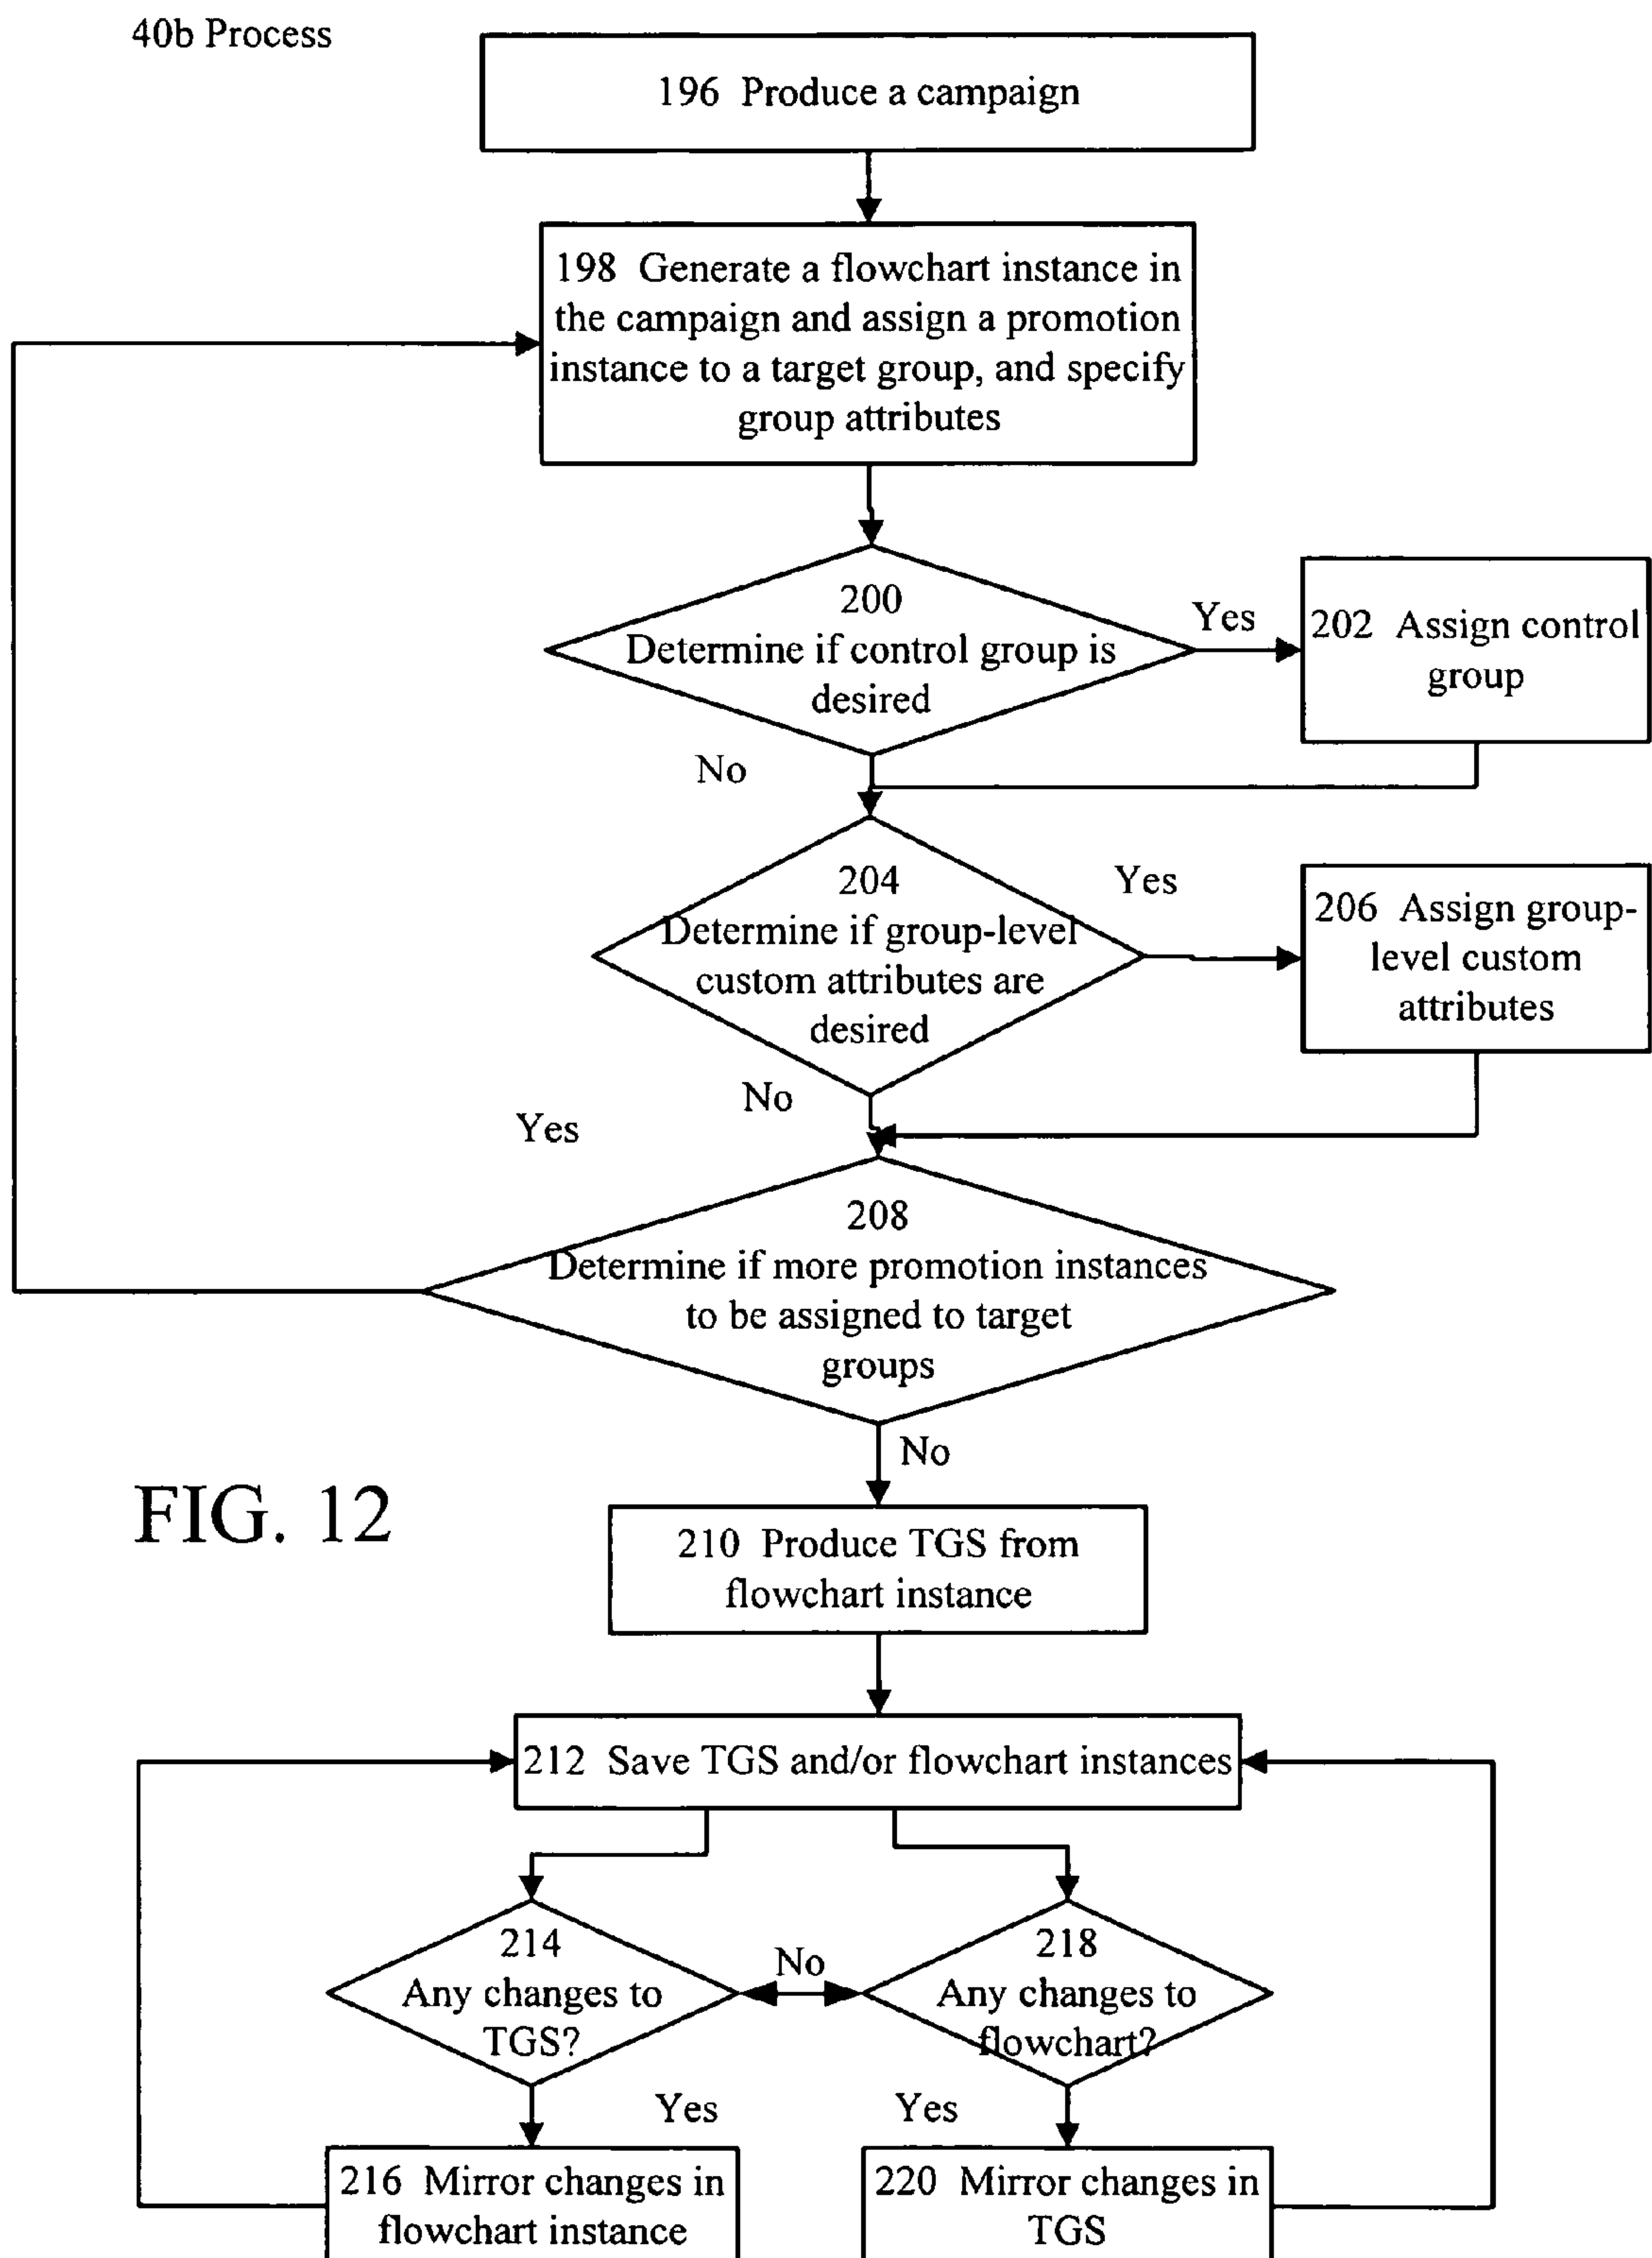 40b Process
196 Produce a campaign
198 Generate a flowchart instance in
the campaign and assign a promotion
instance to a target group, and specify
group attributes
200
Determine if control group is
desired
Yes
202 Assign control
group
No
204
Determine if group-level
custom attributes are
desired
Yes
206 Assign group-
level custom
attributes
No
Yes
208
Determine if more promotion instances
to be assigned to target
groups
No
FIG. 12
210 Produce TGS from
flowchart instance
212 Save TGS and/or flowchart instances
214
Any changes to
TGS?
No
218
Any changes to
flowchart?
Yes
Yes
216 Mirror changes in
flowchart instance
220 Mirror changes in
TGS